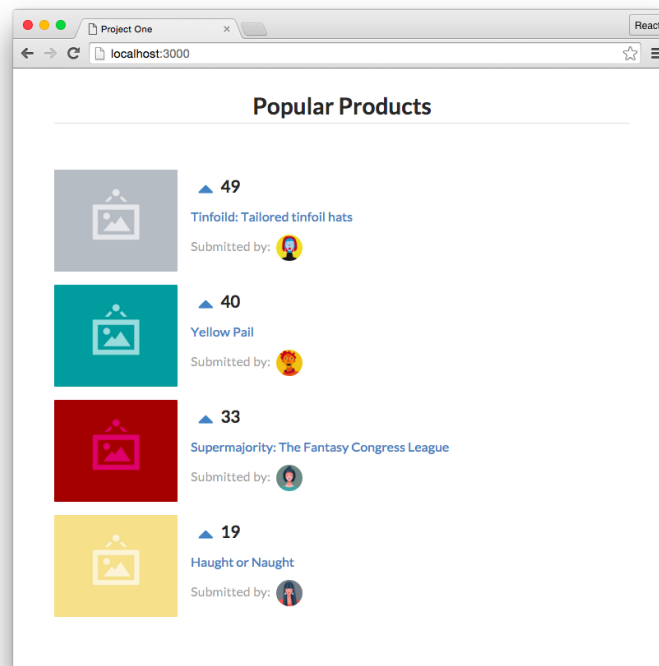 Project One
React
localhost:3000
Popular Products
49
Tinfoild: Tailored tinfoil hats
Submitted by:
40
Yellow Pail
Submitted by:
33
Supermajority: The Fantasy Congress League
Submitted by:
19
Haught or Naught
Submitted by: